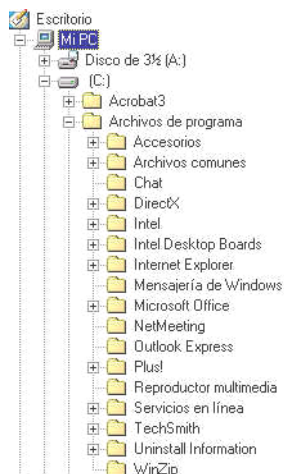 Escritorio
Mi PC
Disco de 3½ (A:)
(C:)
Acrobat3
Archivos de programa
Accesorios
Archivos comunes
Chat
DirectX
Intel
Intel Desktop Boards
Internet Explorer
Mensajería de Windows
Microsoft Office
NetMeeting
Outlook Express
Plus!
Reproductor multimedia
Servicios en línea
TechSmith
Uninstall Information
WinZip